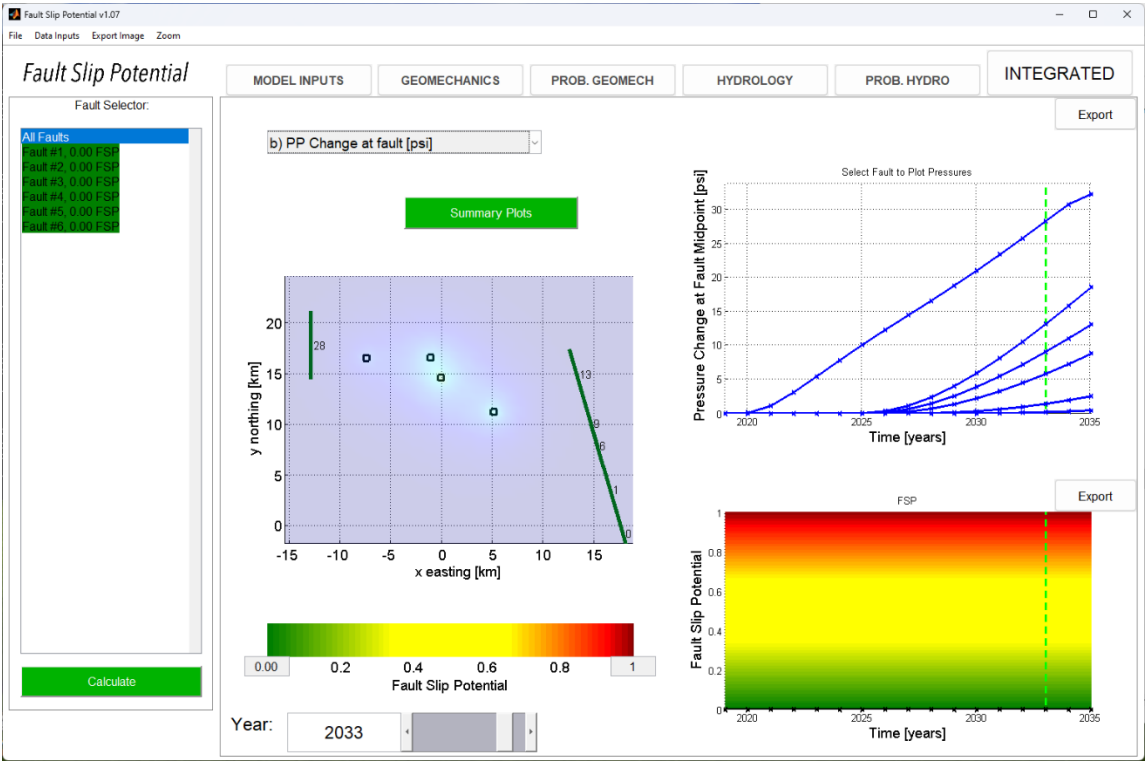 Fault Slip Potential v1.07
File Data Inputs Export Image Zoom
Fault Slip Potential
MODEL INPUTS GEOMECHANICS PROB. GEOMECH HYDROLOGY PROB. HYDRO INTEGRATED
Fault Selector:
All Faults
Fault #1, 0.00 FSP
Fault #2, 0.00 FSP
Fault #3, 0.00 FSP
Fault #4, 0.00 FSP
Fault #5, 0.00 FSP
Fault #6, 0.00 FSP
Calculate
Export
b) PP Change at fault [psi]
Summary Plots
y northing [km]
20
15
10
5
0
28
13
9
6
1
0
-15 -10 -5 0 5 10 15
x easting [km]
0.00 0.2 0.4 0.6 0.8 1
Fault Slip Potential
Year: 2033
Select Fault to Plot Pressures
Pressure Change at Fault Midpoint [psi]
30
25
20
15
10
5
0
2020 2025 2030 2035
Time [years]
Export
FSP
Fault Slip Potential
1
0.8
0.6
0.4
0.2
0
2020 2025 2030 2035
Time [years]